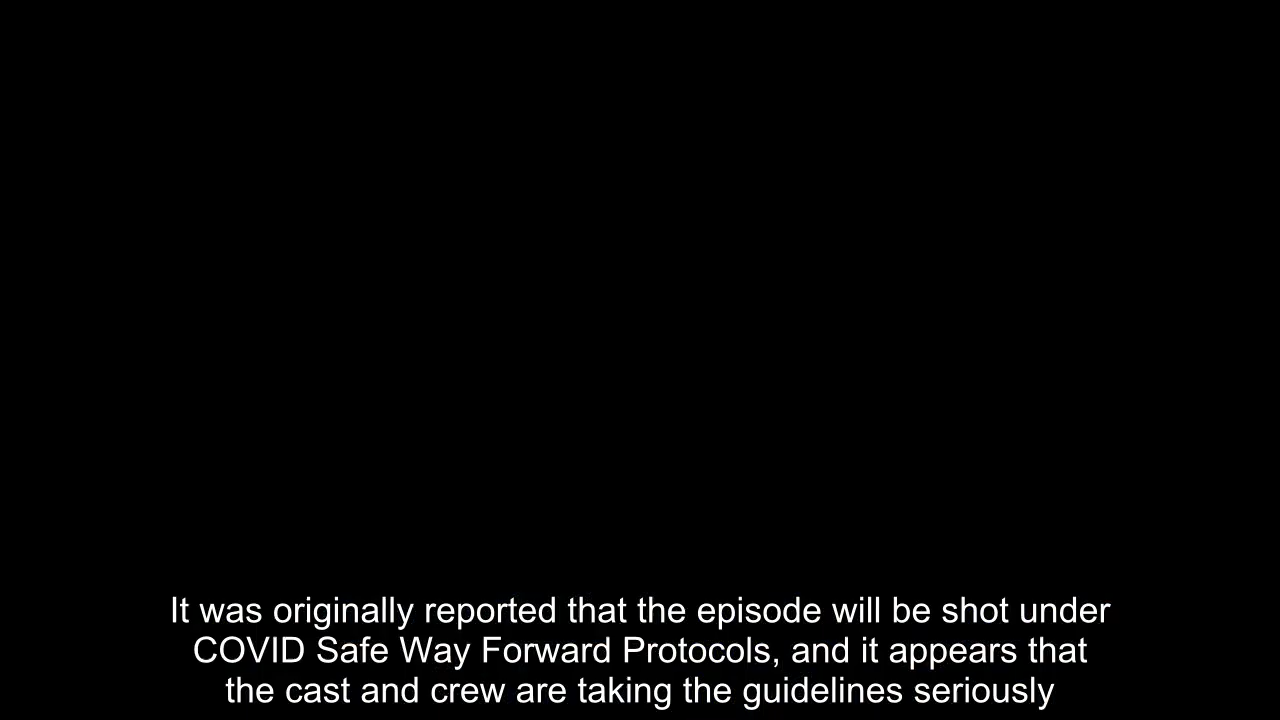 It was originally reported that the episode will be shot under
COVID Safe Way Forward Protocols, and it appears that
the cast and crew are taking the guidelines seriously